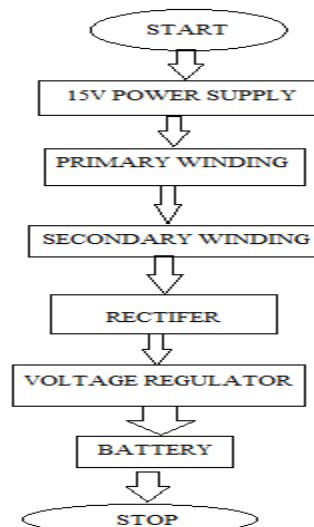 START
15V POWER SUPPLY
PRIMARY WINDING
SECONDARY WINDING
RECTIFER
VOLTAGE REGULATOR
BATTERY
STOP